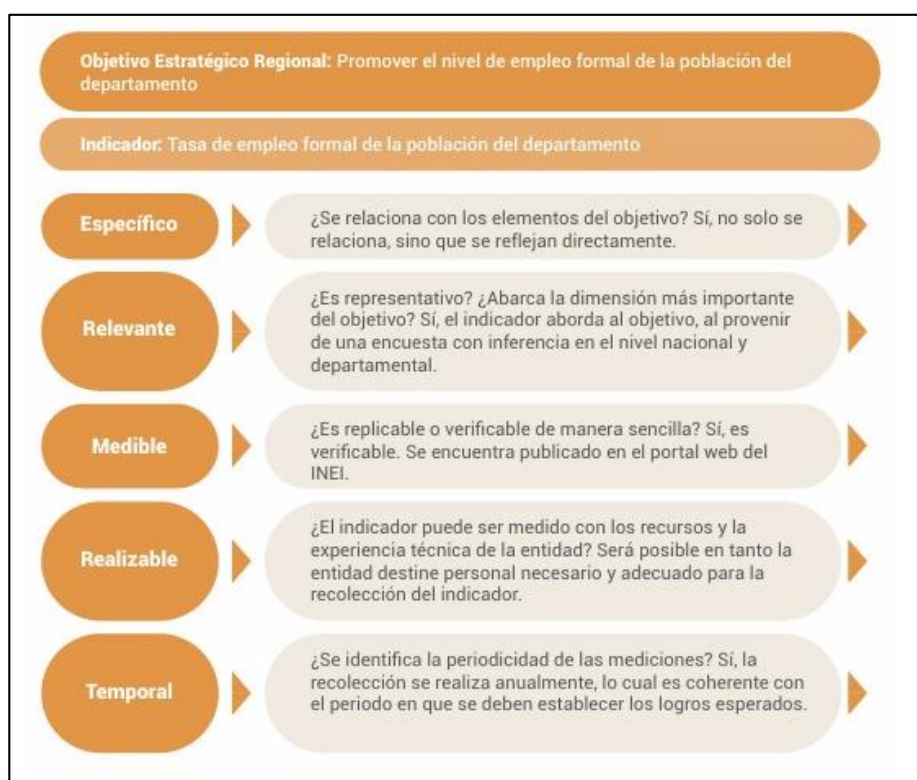 Objetivo Estratégico Regional: Promover el nivel de empleo formal de la población del
departamento
Indicador: Tasa de empleo formal de la población del departamento
Específico
¿Se relaciona con los elementos del objetivo? Sí, no solo se
relaciona, sino que se reflejan directamente.
Relevante
¿Es representativo? ¿Abarca la dimensión más importante
del objetivo? Sí, el indicador aborda al objetivo, al provenir
de una encuesta con inferencia en el nivel nacional y
departamental.
Medible
¿Es replicable o verificable de manera sencilla? Sí, es
verificable. Se encuentra publicado en el portal web del
INEI.
Realizable
¿El indicador puede ser medido con los recursos y la
experiencia técnica de la entidad? Será posible en tanto la
entidad destine personal necesario y adecuado para la
recolección del indicador.
Temporal
¿Se identifica la periodicidad de las mediciones? Sí, la
recolección se realiza anualmente, lo cual es coherente con
el periodo en que se deben establecer los logros esperados.